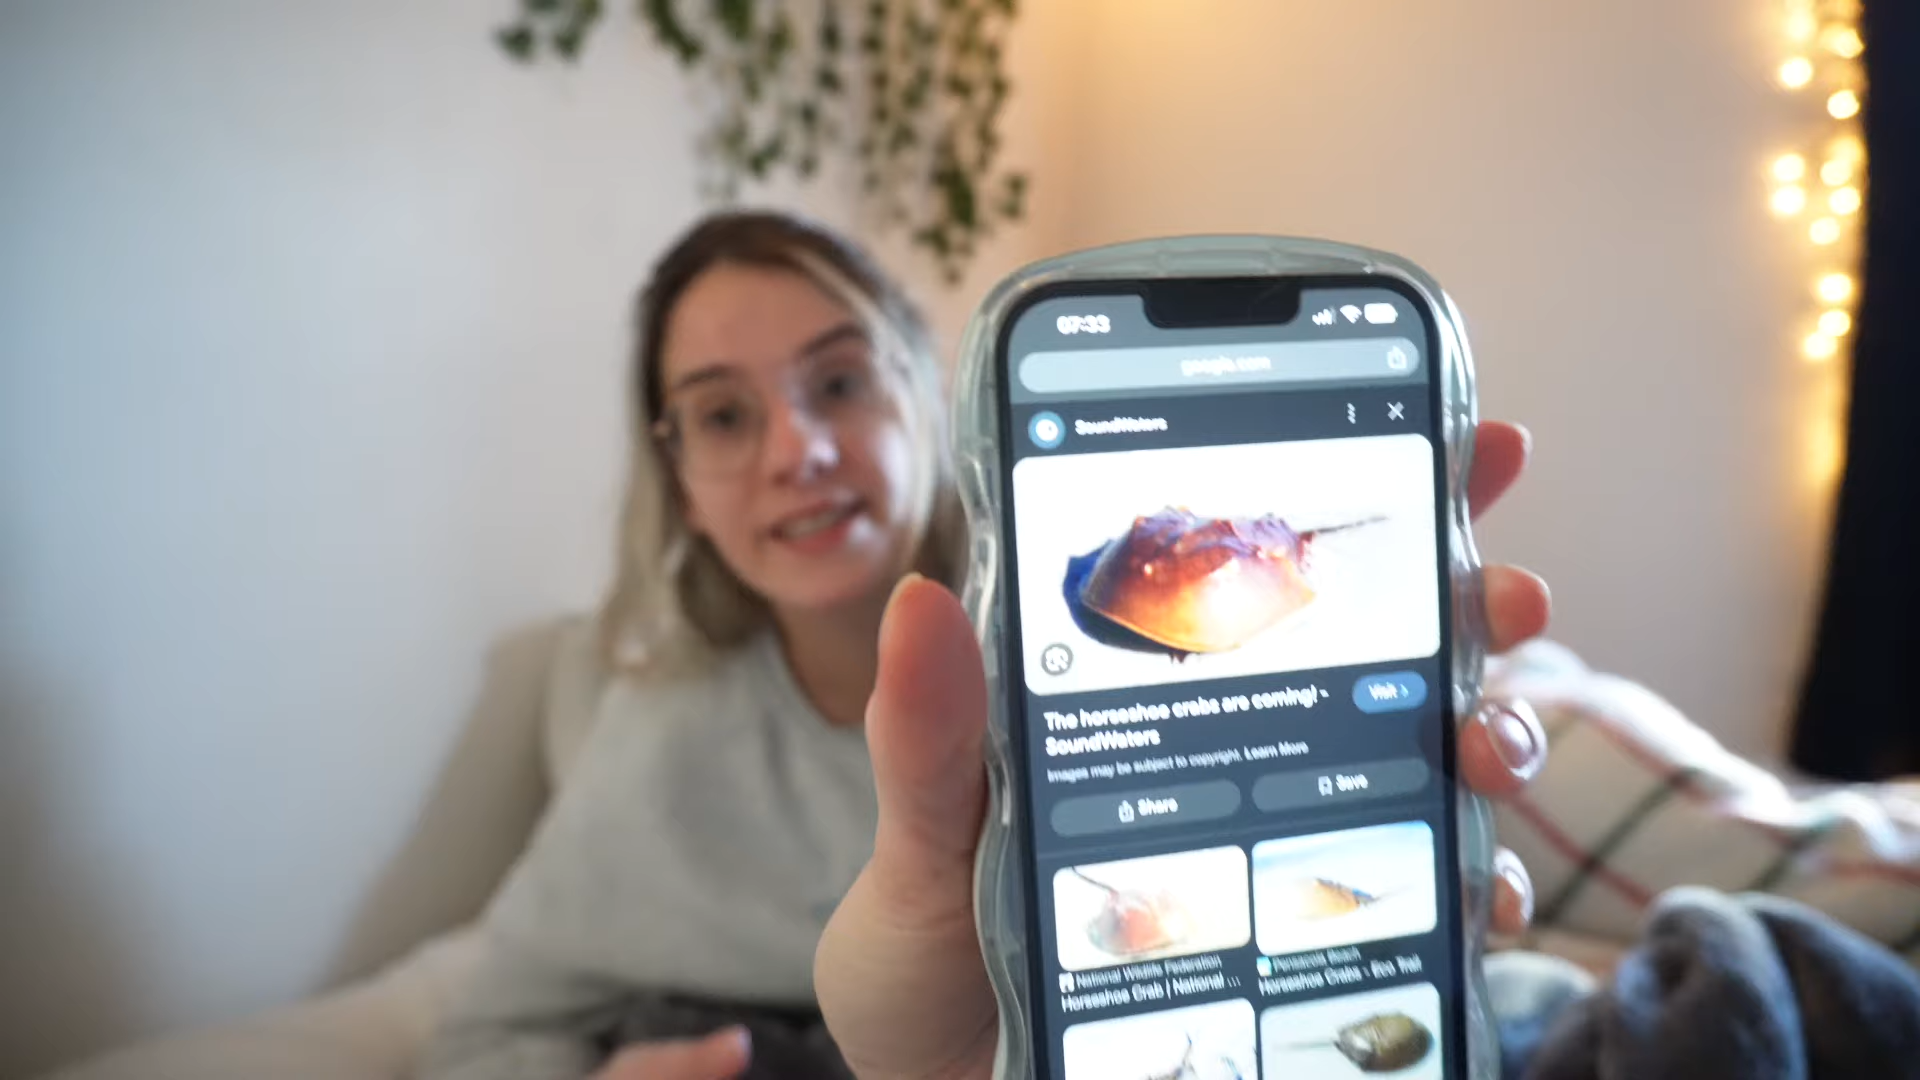 07:33
google.com
SoundWaters
The horseshoe crabs are coming! -
SoundWaters
Visit >
Images may be subject to copyright. Learn More
Share
Save
National Wildlife Federation
Horseshoe Crab | National ...
Pensacola Beach
Horseshoe Crabs - Eco Trail